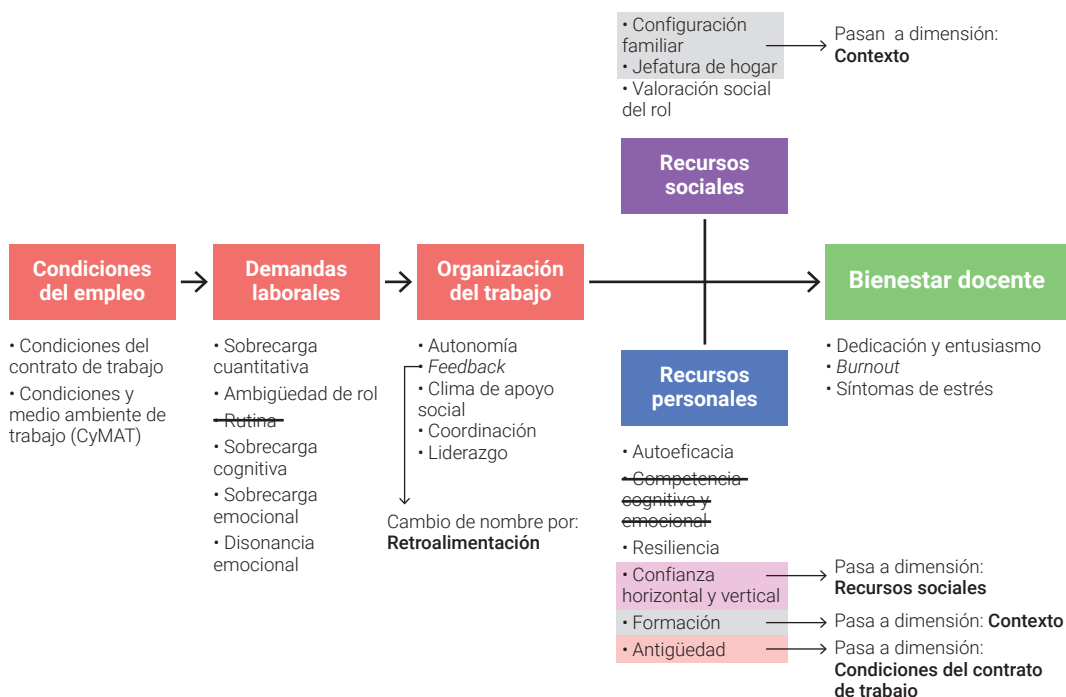 • Configuración
familiar
• Jefatura de hogar
• Valoración social
del rol
Pasan a dimensión:
Contexto
Recursos
sociales
Condiciones
del empleo
Demandas
laborales
Organización
del trabajo
Bienestar docente
• Condiciones del
contrato de trabajo
• Condiciones y
medio ambiente de
trabajo (CyMAT)
• Sobrecarga
cuantitativa
• Ambigüedad de rol
• Rutina
• Sobrecarga
cognitiva
• Sobrecarga
emocional
• Disonancia
emocional
• Autonomía
• Feedback
• Clima de apoyo
social
• Coordinación
• Liderazgo
Cambio de nombre por:
Retroalimentación
Recursos
personales
• Dedicación y entusiasmo
• Burnout
• Síntomas de estrés
• Autoeficacia
• Competencia
cognitiva y
emocional
• Resiliencia
• Confianza
horizontal y vertical
Pasa a dimensión:
Recursos sociales
• Formación
Pasa a dimensión: Contexto
• Antigüedad
Pasa a dimensión:
Condiciones del contrato
de trabajo